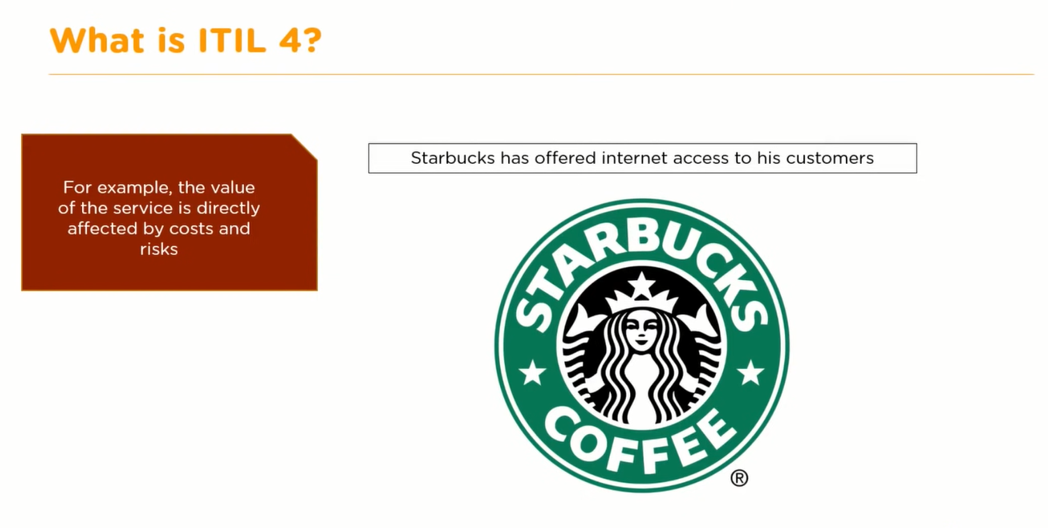 What is ITIL 4?
For example, the value
of the service is directly
affected by costs and
risks
Starbucks has offered internet access to his customers
STARBUCKS
COFFEE
®